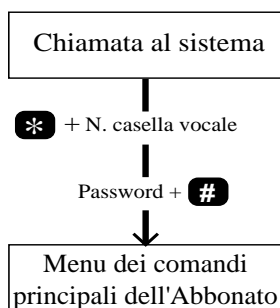 Chiamata al sistema
* + N. casella vocale
Password + #
Menu dei comandi
principali dell'Abbonato